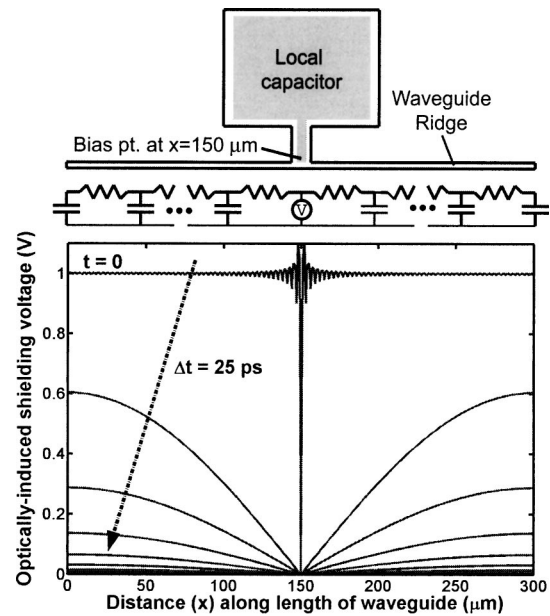 Local
capacitor
Waveguide
Ridge
Bias pt. at x=150 μm
V
Optically-induced shielding voltage (V)
t = 0
Δt = 25 ps
1
0.8
0.6
0.4
0.2
0
0 50 100 150 200 250 300
Distance (x) along length of waveguide (μm)